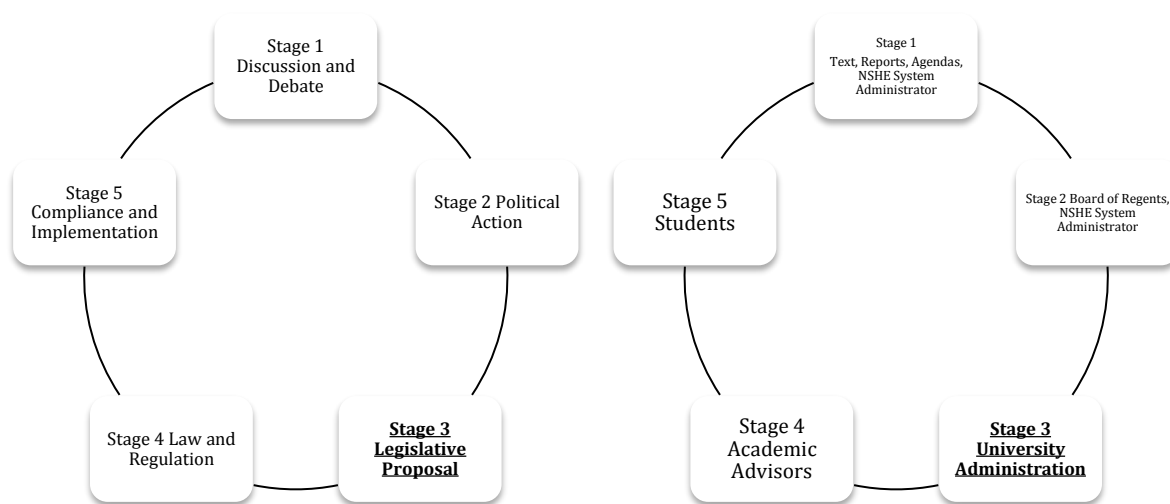 Stage 1
Discussion and
Debate
Stage 2 Political
Action
Stage 3
Legislative
Proposal
Stage 4 Law and
Regulation
Stage 5
Compliance and
Implementation
Stage 1
Text, Reports, Agendas,
NSHE System
Administrator
Stage 2 Board of Regents,
NSHE System
Administrator
Stage 3
University
Administration
Stage 4
Academic
Advisors
Stage 5
Students